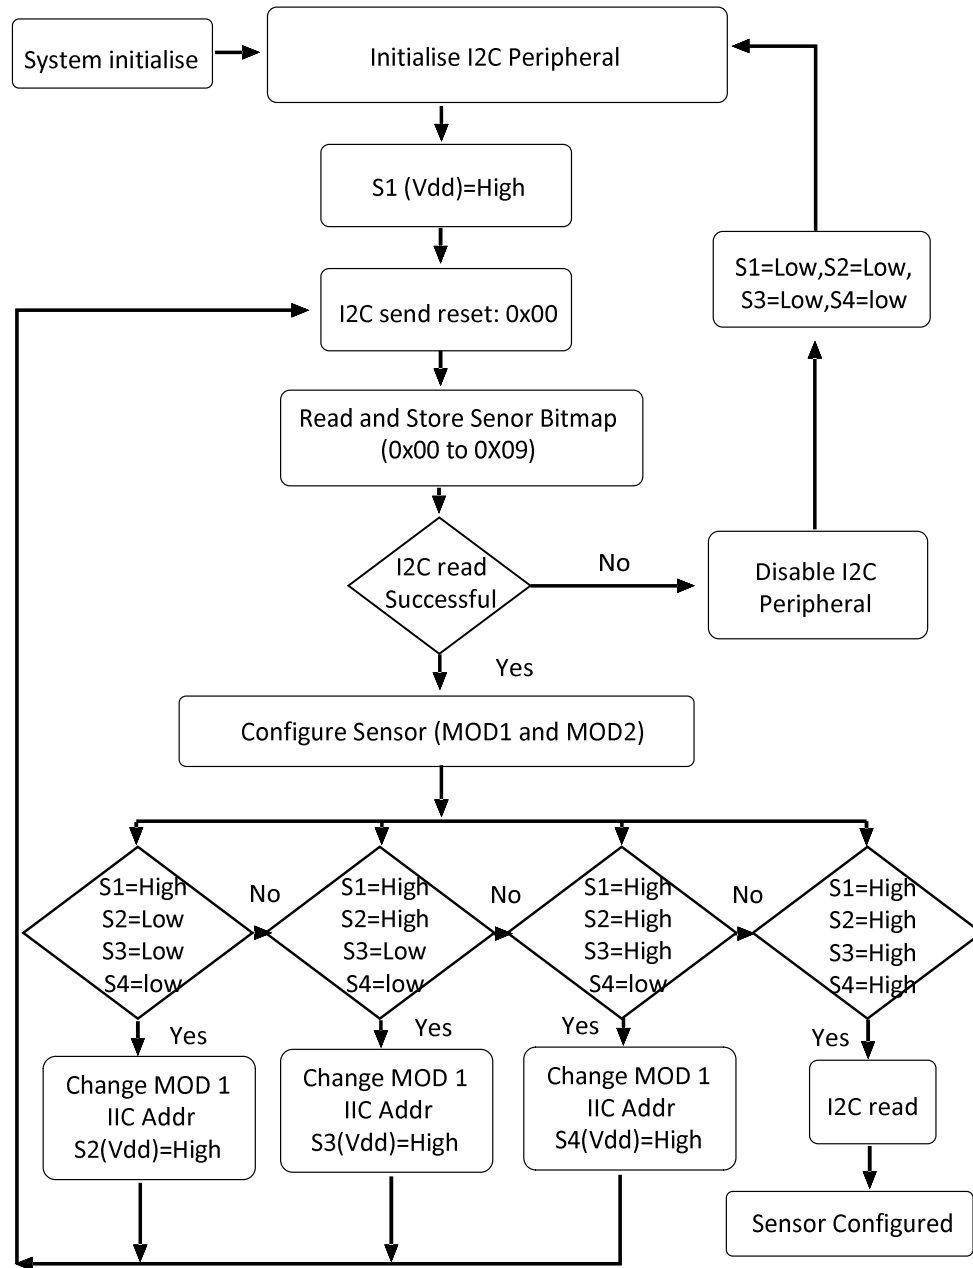 System initialise
Initialise I2C Peripheral
S1 (Vdd)=High
S1=Low,S2=Low,
S3=Low,S4=low
I2C send reset: 0x00
Read and Store Senor Bitmap
(0x00 to 0X09)
I2C read
Successful
No
Disable I2C
Peripheral
Yes
Configure Sensor (MOD1 and MOD2)
S1=High
S2=Low
S3=Low
S4=low
No
S1=High
S2=High
S3=Low
S4=low
No
S1=High
S2=High
S3=High
S4=low
No
S1=High
S2=High
S3=High
S4=High
Yes
Yes
Yes
Yes
Change MOD 1
IIC Addr
S2(Vdd)=High
Change MOD 1
IIC Addr
S3(Vdd)=High
Change MOD 1
IIC Addr
S4(Vdd)=High
I2C read
Sensor Configured